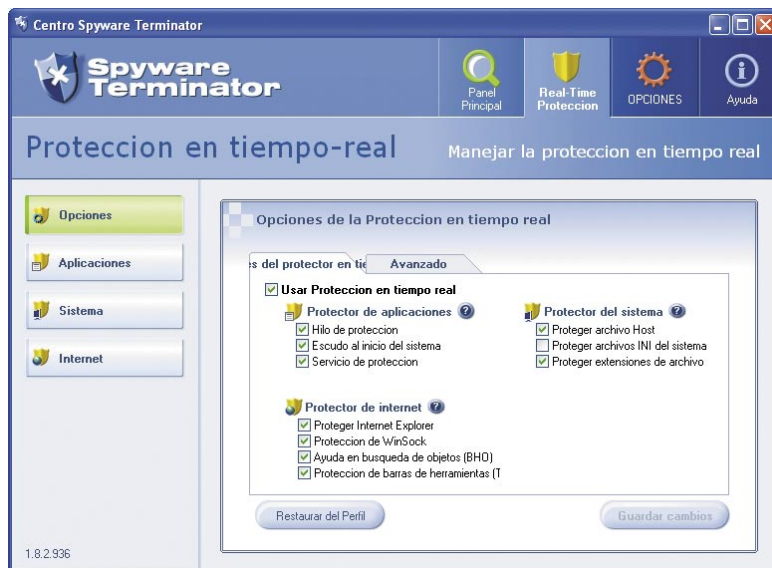 Centro Spyware Terminator
Spyware
Terminator
Panel
Principal
Real-Time
Proteccion
OPCIONES
Ayuda
Proteccion en tiempo-real
Manejar la proteccion en tiempo real
Opciones
Aplicaciones
Sistema
Internet
Opciones de la Proteccion en tiempo real
s del protector en tie
Avanzado
Usar Proteccion en tiempo real
Protector de aplicaciones ?
Hilo de proteccion
Escudo al inicio del sistema
Servicio de proteccion
Protector del sistema ?
Proteger archivo Host
Proteger archivos INI del sistema
Proteger extensiones de archivo
Protector de internet ?
Proteger Internet Explorer
Proteccion de WinSock
Ayuda en busqueda de objetos (BHO)
Proteccion de barras de herramientas (T
Restaurar del Perfil
Guardar cambios
1.8.2.936